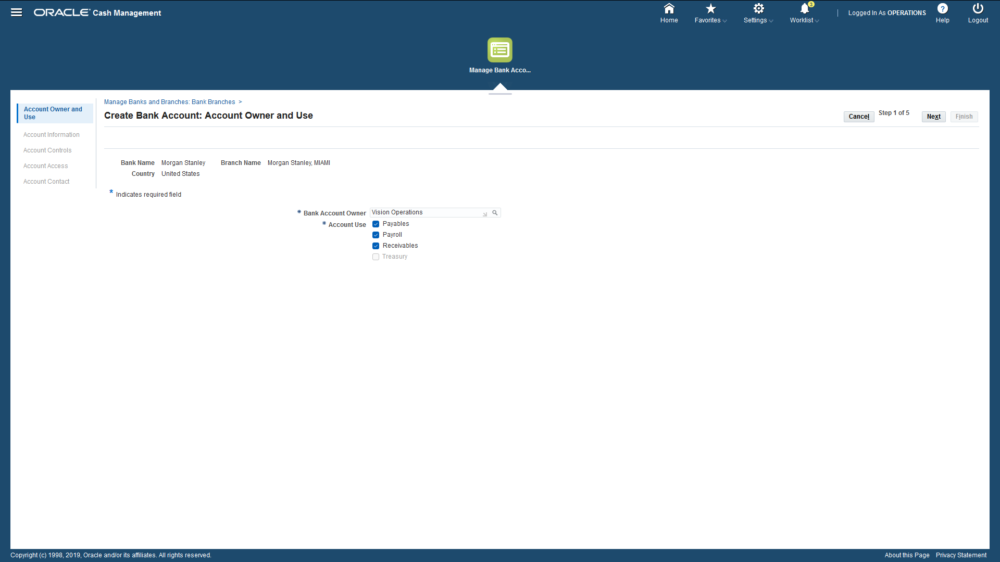 ORACLE Cash Management
Home
Favorites
Settings
3
Worklist
Logged In As OPERATIONS
?
Help
Logout
Manage Bank Acco...
Account Owner and
Use
Account Information
Account Controls
Account Access
Account Contact
Manage Banks and Branches: Bank Branches >
Create Bank Account: Account Owner and Use
Cancel
Step 1 of 5
Next
Finish
Bank Name Morgan Stanley Branch Name Morgan Stanley, MIAMI
Country United States
* Indicates required field
* Bank Account Owner Vision Operations
* Account Use Payables
Payroll
Receivables
Treasury
Copyright (c) 1998, 2019, Oracle and/or its affiliates. All rights reserved.
About this Page Privacy Statement